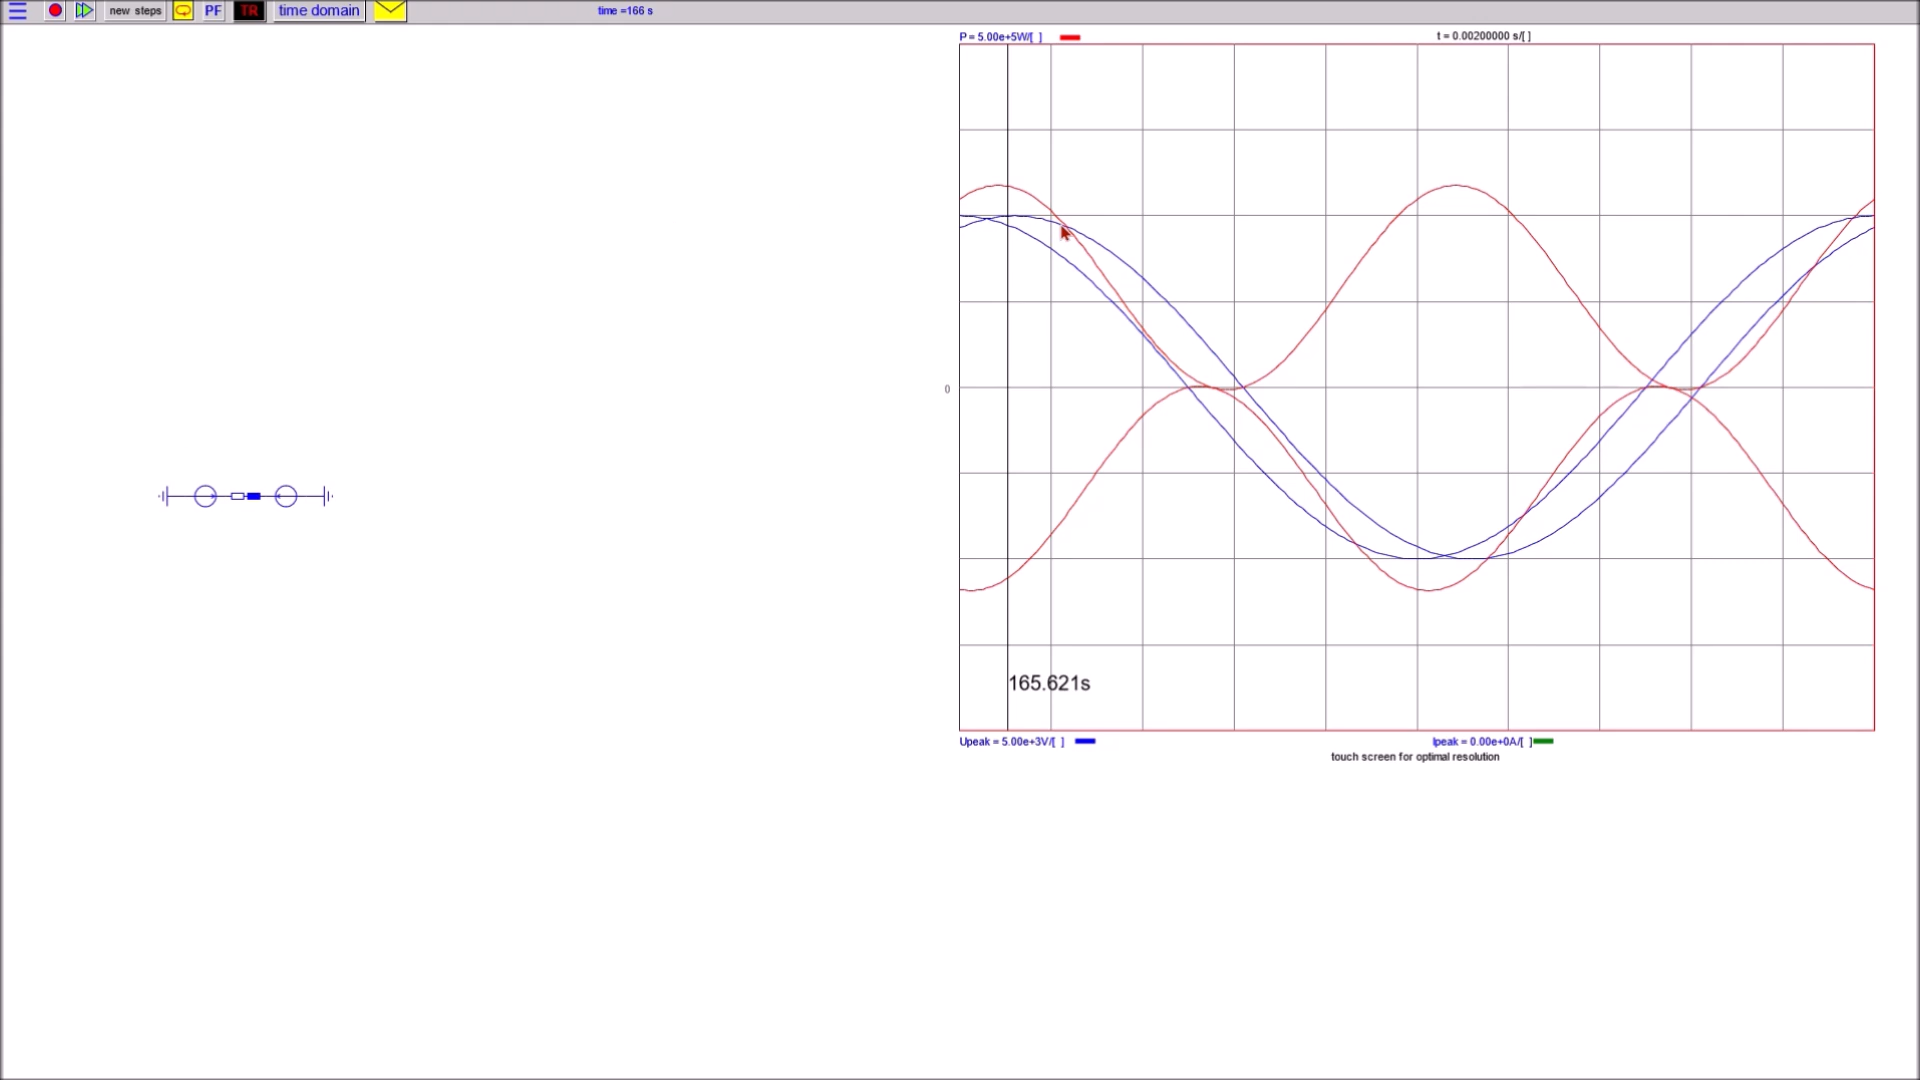 new steps
PF
TR
time domain
time =166 s
P = 5.00e+5W/[ ]
t = 0.00200000 s/[ ]
0
165.621s
Upeak = 5.00e+3V/[ ]
Ipeak = 0.00e+0A/[ ]
touch screen for optimal resolution